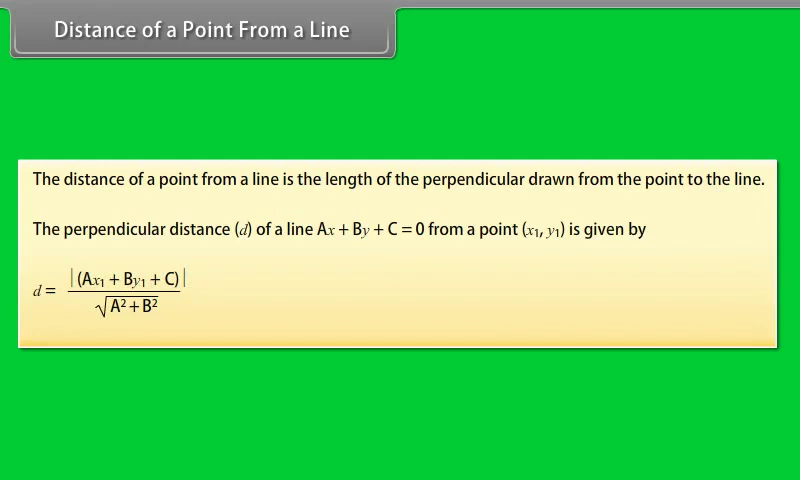 Distance of a Point From a Line
The distance of a point from a line is the length of the perpendicular drawn from the point to the line.
The perpendicular distance (d) of a line Ax + By + C = 0 from a point (x₁, y₁) is given by
d = |(Ax₁ + By₁ + C)| / √(A² + B²)